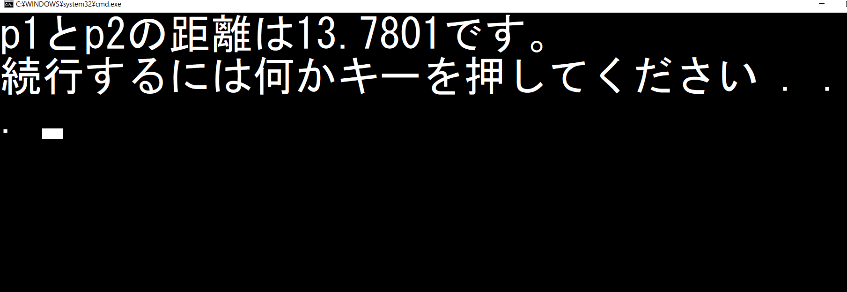 C:¥WINDOWS¥system32¥cmd.exe
p1とp2の距離は13.7801です。
続行するには何かキーを押してください . .
.